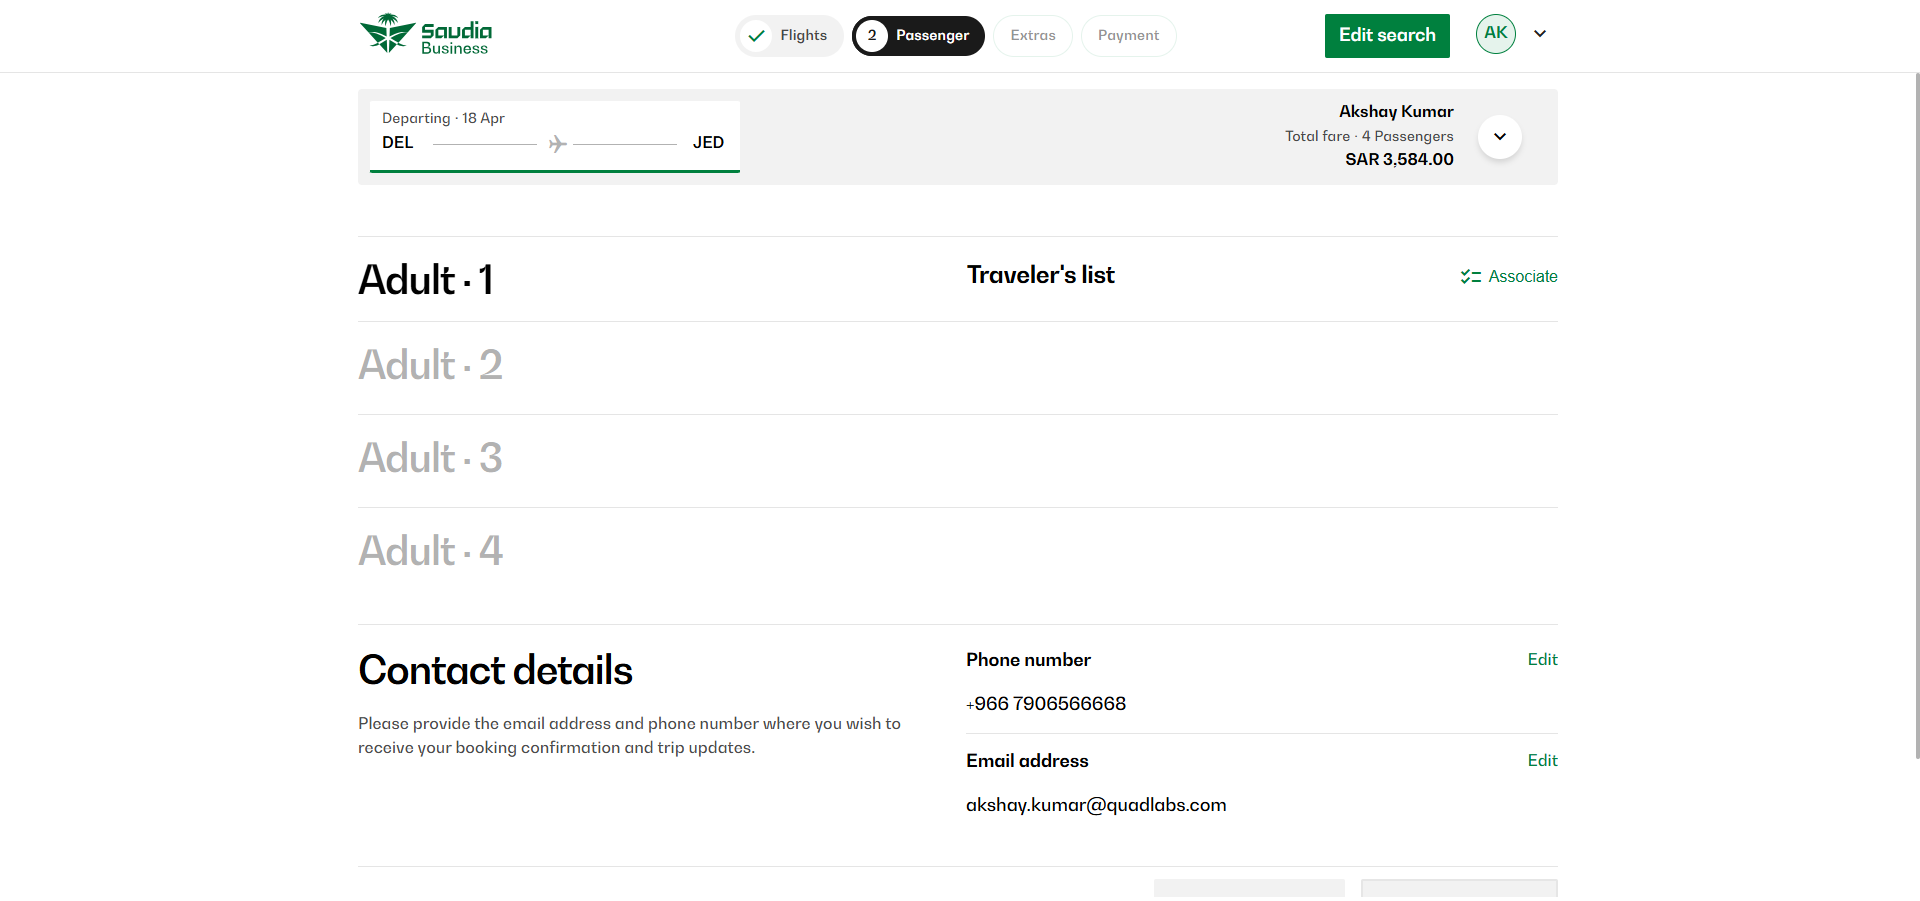 Saudia
Business
Flights
2 Passenger
Extras
Payment
Edit search
AK
Departing · 18 Apr
DEL JED
Akshay Kumar
Total fare · 4 Passengers
SAR 3,584.00
Adult · 1
Traveler's list
Associate
Adult · 2
Adult · 3
Adult · 4
Contact details
Please provide the email address and phone number where you wish to
receive your booking confirmation and trip updates.
Phone number
Edit
+966 7906566668
Email address
Edit
akshay.kumar@quadlabs.com